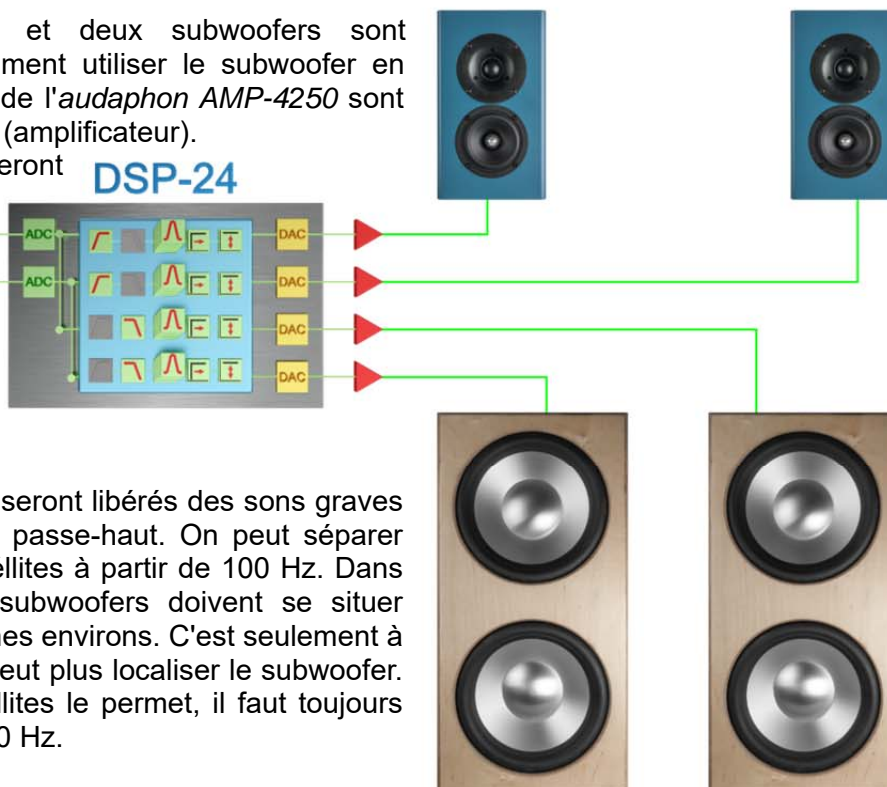 et deux subwoofers sont
ment utiliser le subwoofer en
de l'audaphon AMP-4250 sont
(amplificateur).
eront
DSP-24
ADC DAC
ADC DAC
DAC
DAC
seront libérés des sons graves
passe-haut. On peut séparer
ellites à partir de 100 Hz. Dans
subwoofers doivent se situer
nes environs. C'est seulement à
eut plus localiser le subwoofer.
llites le permet, il faut toujours
0 Hz.